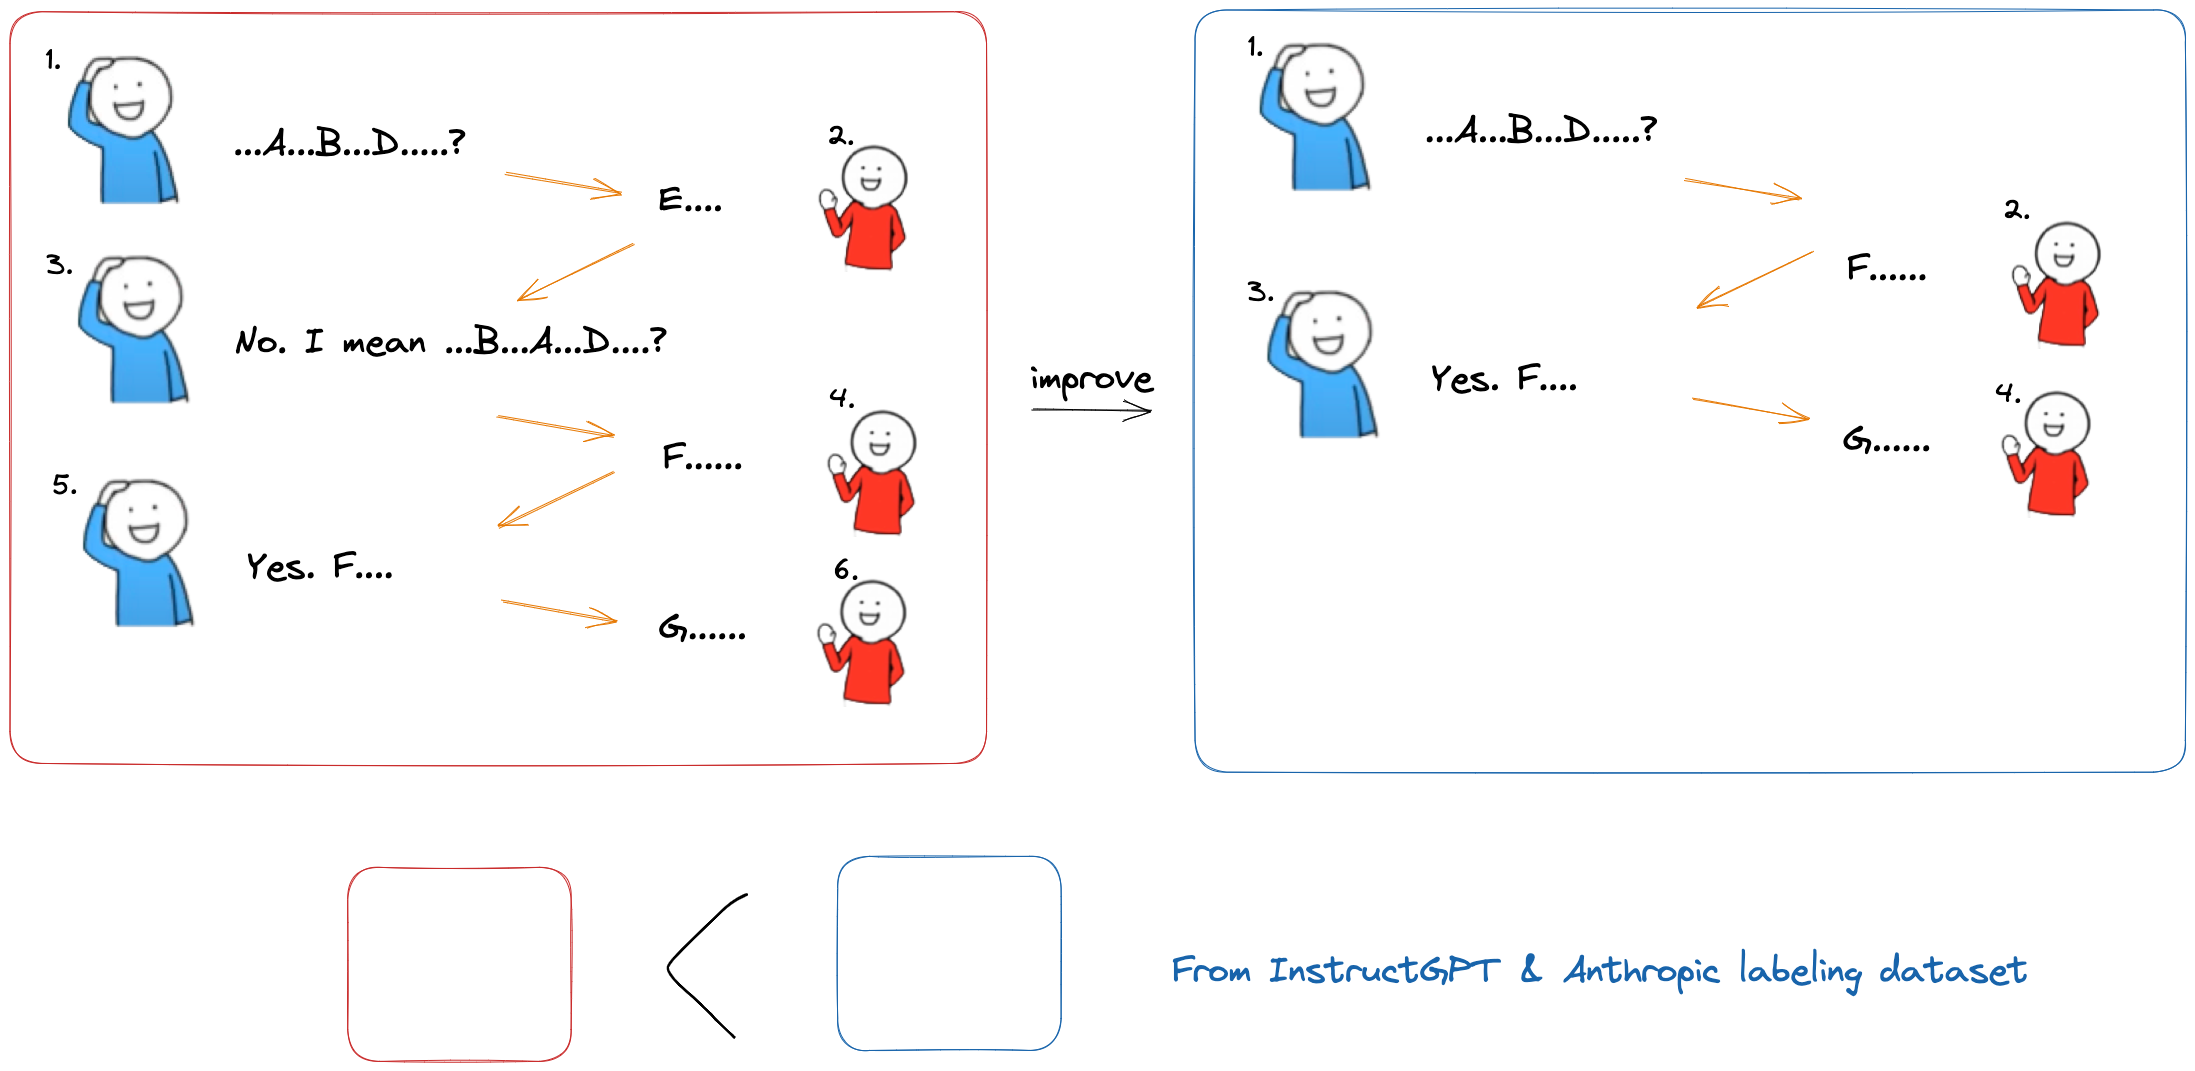 1.
...A...B...D.....?
2.
E....
3.
No. I mean ...B...A...D....?
4.
F......
5.
Yes. F....
6.
G......
improve
1.
...A...B...D.....?
2.
F......
3.
Yes. F....
4.
G......
From InstructGPT & Anthropic labeling dataset